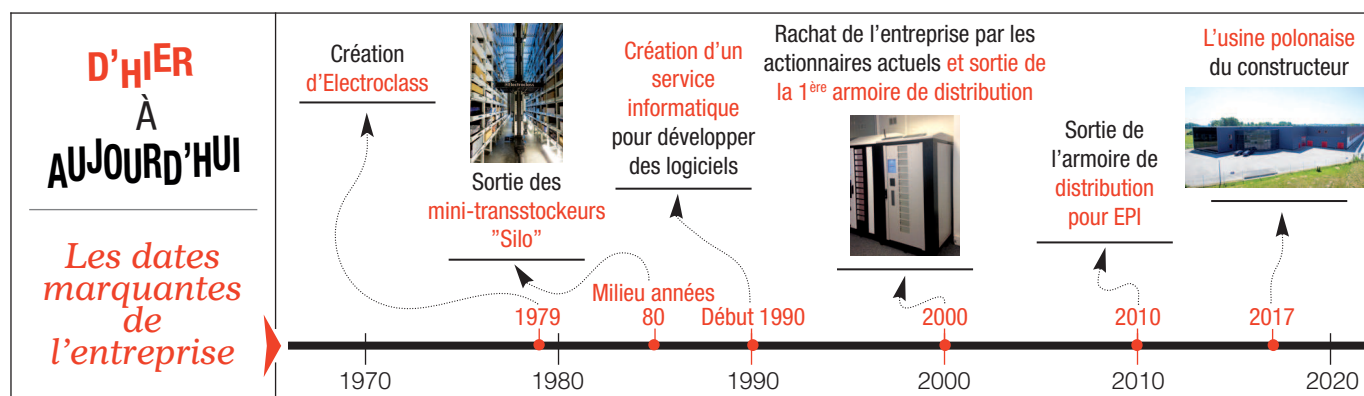 D'HIER
À
AUJOURD'HUI
Les dates
marquantes
de
l'entreprise
Création
d'Electroclass
Sortie des
mini-transstockeurs
"Silo"
Création d'un
service
informatique
pour développer
des logiciels
Rachat de l'entreprise par les
actionnaires actuels et sortie de
la 1ère armoire de distribution
Sortie de
l'armoire de
distribution
pour EPI
L'usine polonaise
du constructeur
1979
Milieu années
80
Début 1990
2000
2010
2017
1970
1980
1990
2000
2010
2020